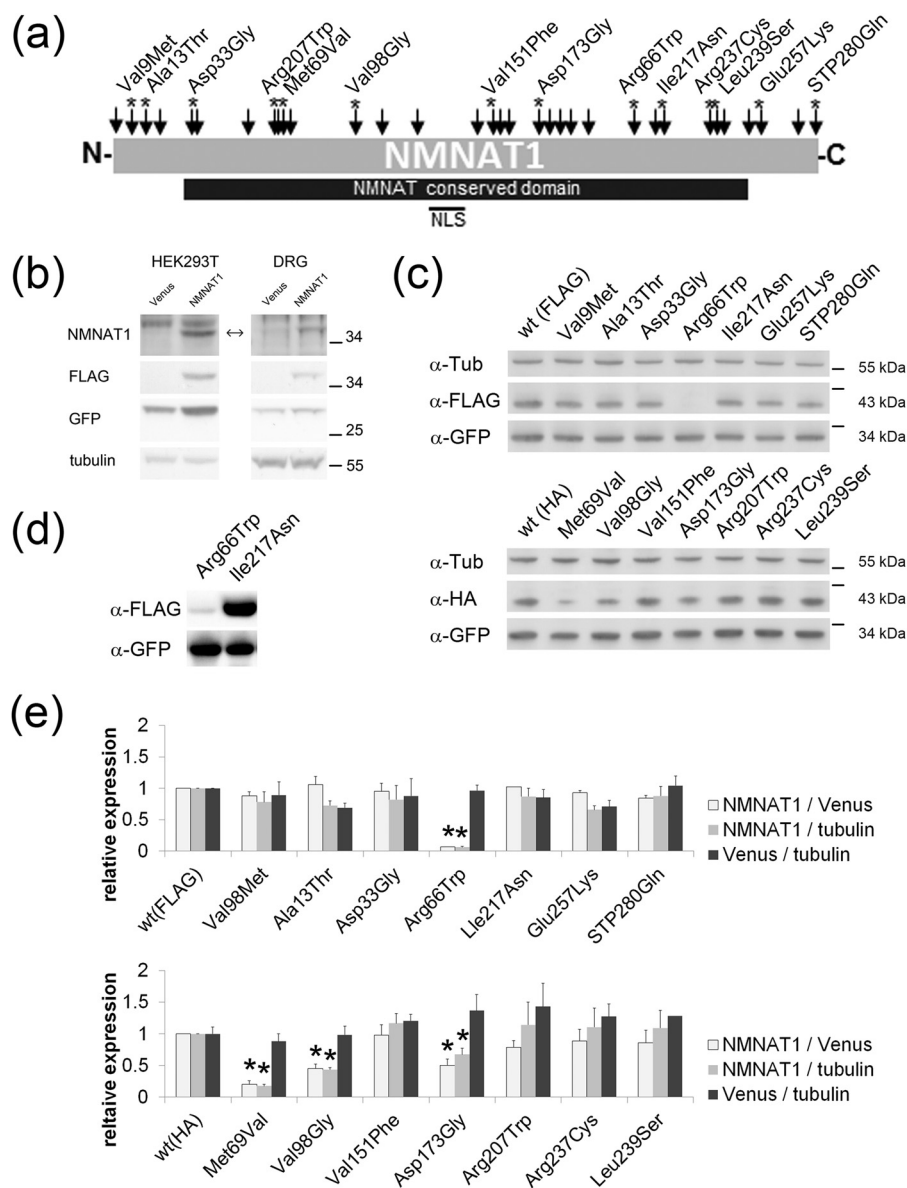 (a)
Val9Met
Ala13Thr
Asp33Gly
Arg207Trp
Met69Val
Val98Gly
Val151Phe
Asp173Gly
Arg66Trp
Ile217Asn
Arg237Cys
Leu239Ser
Glu257Lys
STP280Gln
* * * * * * * * * * * * * *
N- NMNAT1 -C
NMNAT conserved domain
NLS
(b)
HEK293T DRG
Venus NMNAT1 Venus NMNAT1
NMNAT1 ↔ 34
FLAG 34
GFP 25
tubulin 55
(c)
wt (FLAG) Val9Met Ala13Thr Asp33Gly Arg66Trp Ile217Asn Glu257Lys STP280Gln
α-Tub 55 kDa
α-FLAG 43 kDa
α-GFP 34 kDa
wt (HA) Met69Val Val98Gly Val151Phe Asp173Gly Arg207Trp Arg237Cys Leu239Ser
α-Tub 55 kDa
α-HA 43 kDa
α-GFP 34 kDa
(d)
Arg66Trp Ile217Asn
α-FLAG
α-GFP
(e)
relative expression
2
1.5
1
0.5
0
**
wt(FLAG) Val98Met Ala13Thr Asp33Gly Arg66Trp Lle217Asn Glu257Lys STP280Gln
NMNAT1 / Venus
NMNAT1 / tubulin
Venus / tubulin
reltaive expression
2
1.5
1
0.5
0
** ** * *
wt(HA) Met69Val Val98Gly Val151Phe Asp173Gly Arg207Trp Arg237Cys Leu239Ser
NMNAT1 / Venus
NMNAT1 / tubulin
Venus / tubulin